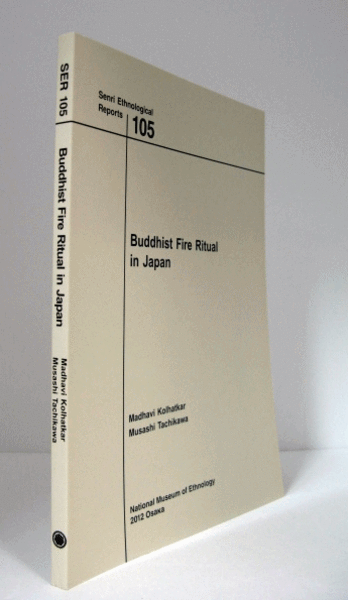 SER 105
Buddhist Fire Ritual in Japan
Madhavi Kolhatkar
Musashi Tachikawa
Senri Ethnological
Reports
105
Buddhist Fire Ritual
in Japan
Madhavi Kolhatkar
Musashi Tachikawa
National Museum of Ethnology
2012 Osaka